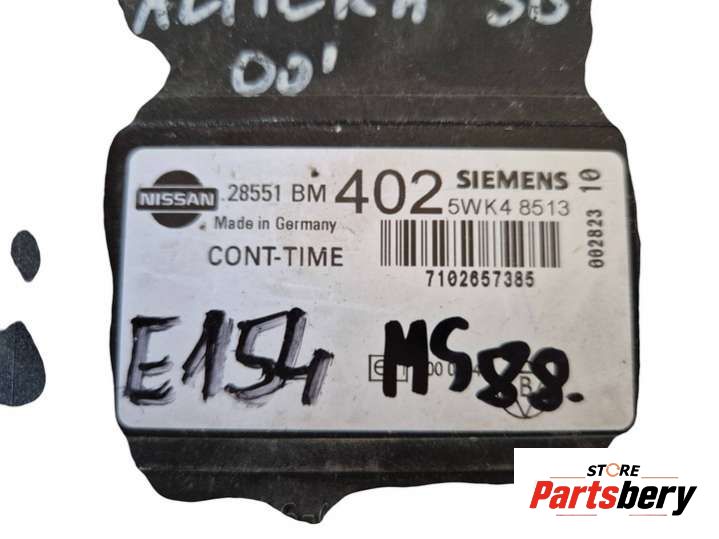 ALMERA
00'
NISSAN 28551 BM 402 SIEMENS
5WK4 8513
Made in Germany
CONT-TIME
7102657385
002823 10
E154 MS88.
STORE
Partsbery